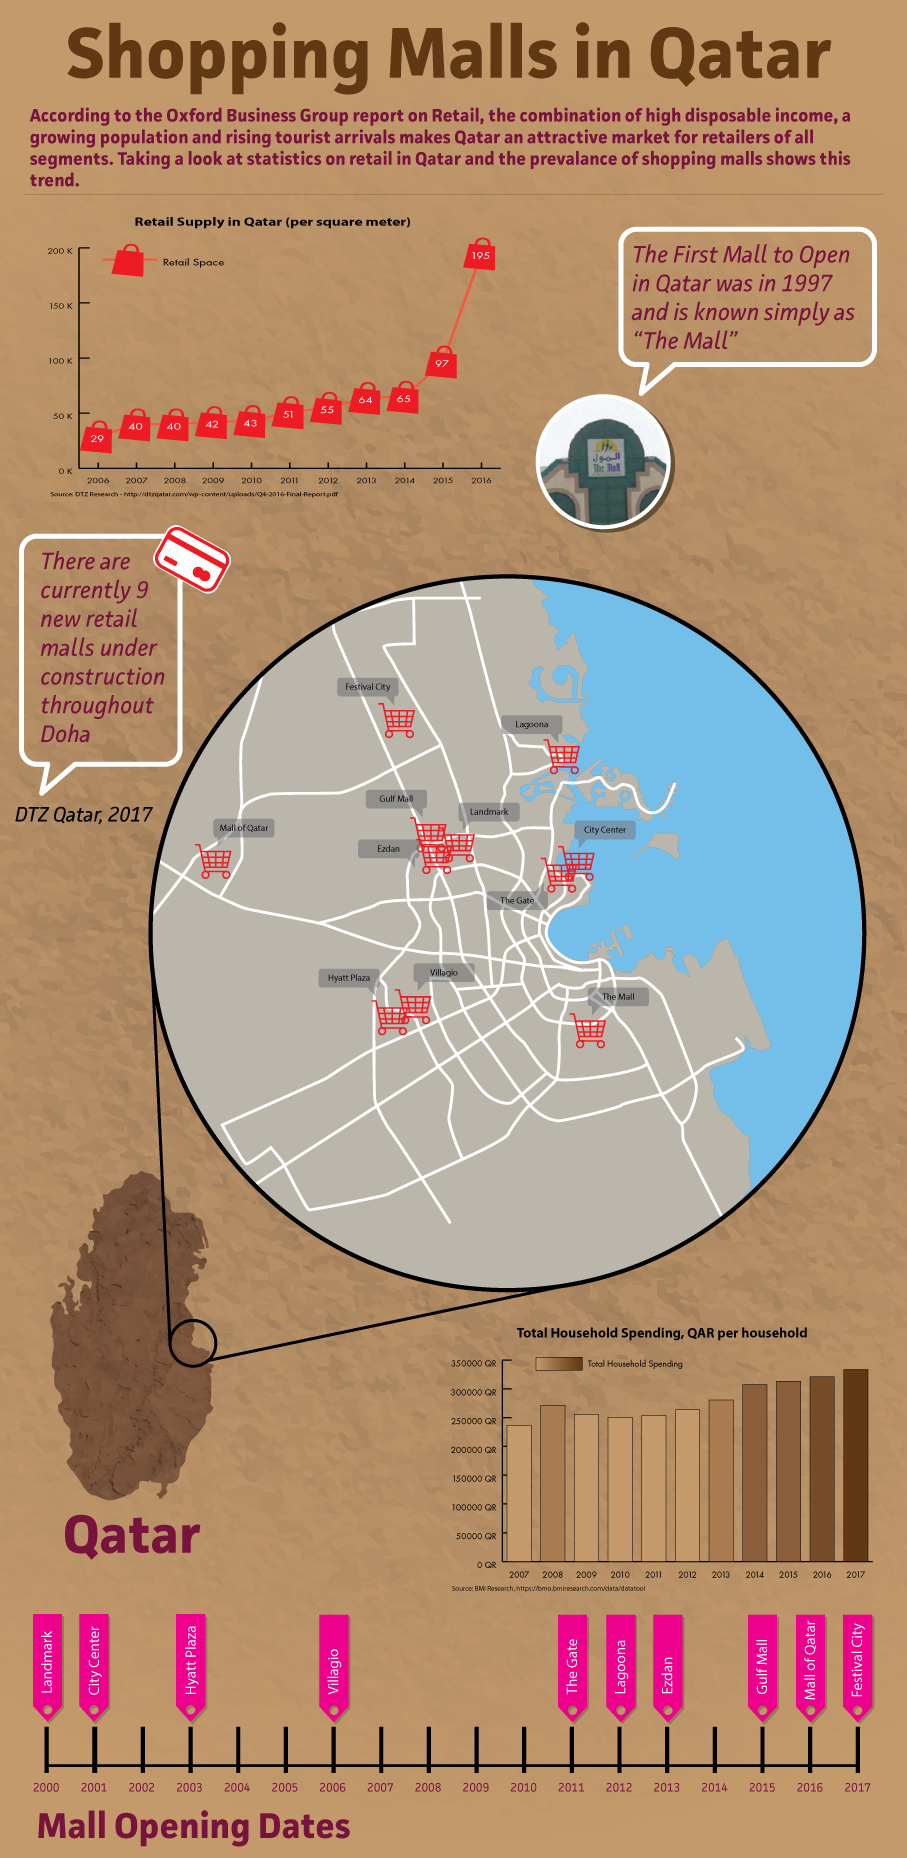 Shopping Malls in Qatar
According to the Oxford Business Group report on Retail, the combination of high disposable income, a
growing population and rising tourist arrivals makes Qatar an attractive market for retailers of all
segments. Taking a look at statistics on retail in Qatar and the prevalance of shopping malls shows this
trend.
Retail Supply in Qatar (per square meter)
200 K
150 K
100 K
50 K
0 K
Retail Space
29
40
40
42
43
51
55
64
65
97
195
2006 2007 2008 2009 2010 2011 2012 2013 2014 2015 2016
Source: DTZ Research - http://dtzqatar.com/wp-content/uploads/Q4-2016-Final-Report.pdf
The First Mall to Open
in Qatar was in 1997
and is known simply as
“The Mall”
المول
The Mall
There are
currently 9
new retail
malls under
construction
throughout
Doha
DTZ Qatar, 2017
Festival City
Lagoona
Gulf Mall
Landmark
Mall of Qatar
City Center
Ezdan
The Gate
Villagio
Hyatt Plaza
The Mall
Qatar
Total Household Spending, QAR per household
Total Household Spending
350000 QR
300000 QR
250000 QR
200000 QR
150000 QR
100000 QR
50000 QR
0 QR
2007 2008 2009 2010 2011 2012 2013 2014 2015 2016 2017
Source: BMI Research, https://bmo.bmiresearch.com/data/datatool
Landmark
City Center
Hyatt Plaza
Villagio
The Gate
Lagoona
Ezdan
Gulf Mall
Mall of Qatar
Festival City
2000 2001 2002 2003 2004 2005 2006 2007 2008 2009 2010 2011 2012 2013 2014 2015 2016 2017
Mall Opening Dates